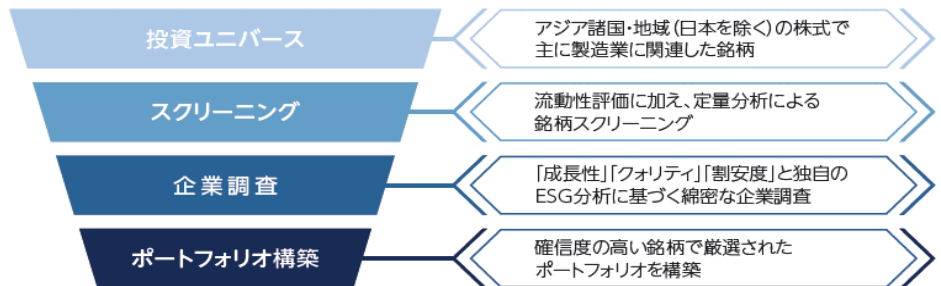 投資ユニバース
アジア諸国・地域（日本を除く）の株式で
主に製造業に関連した銘柄
スクリーニング
流動性評価に加え、定量分析による
銘柄スクリーニング
企業調査
「成長性」「クォリティ」「割安度」と独自の
ESG分析に基づく綿密な企業調査
ポートフォリオ構築
確信度の高い銘柄で厳選された
ポートフォリオを構築